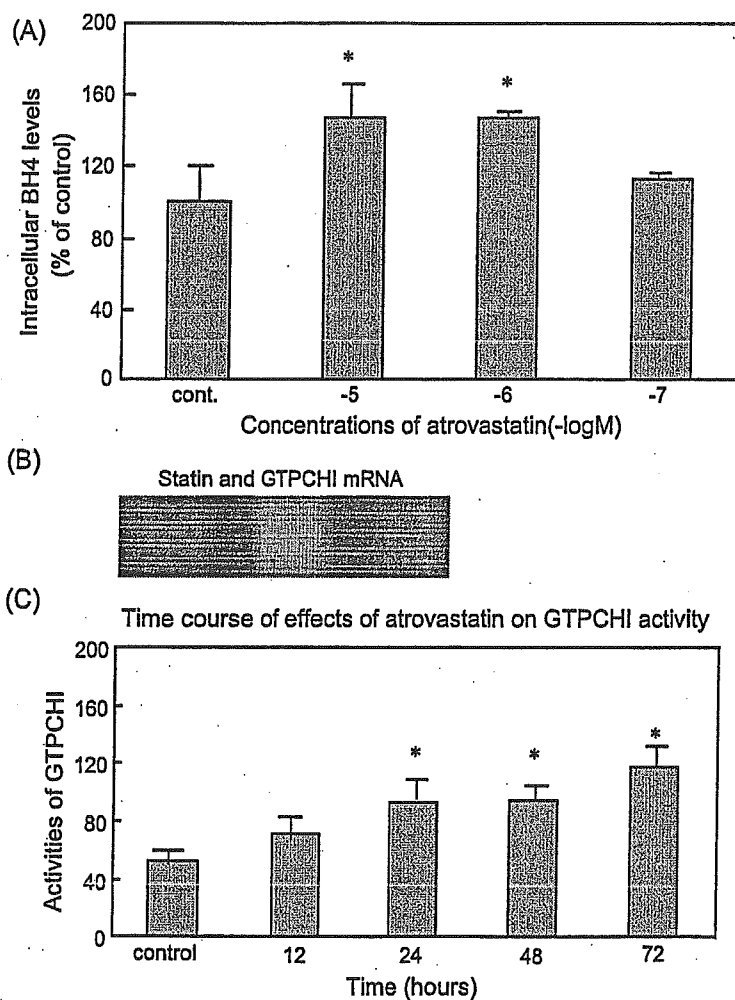 (A)
Intracellular BH4 levels
(% of control)
200
160
120
80
40
0
*
*
cont.
-5
-6
-7
Concentrations of atrovastatin(-logM)
(B)
Statin and GTPCHI mRNA
(C)
Time course of effects of atrovastatin on GTPCHI activity
Activities of GTPCHI
200
160
120
80
40
0
*
*
*
control
12
24
48
72
Time (hours)